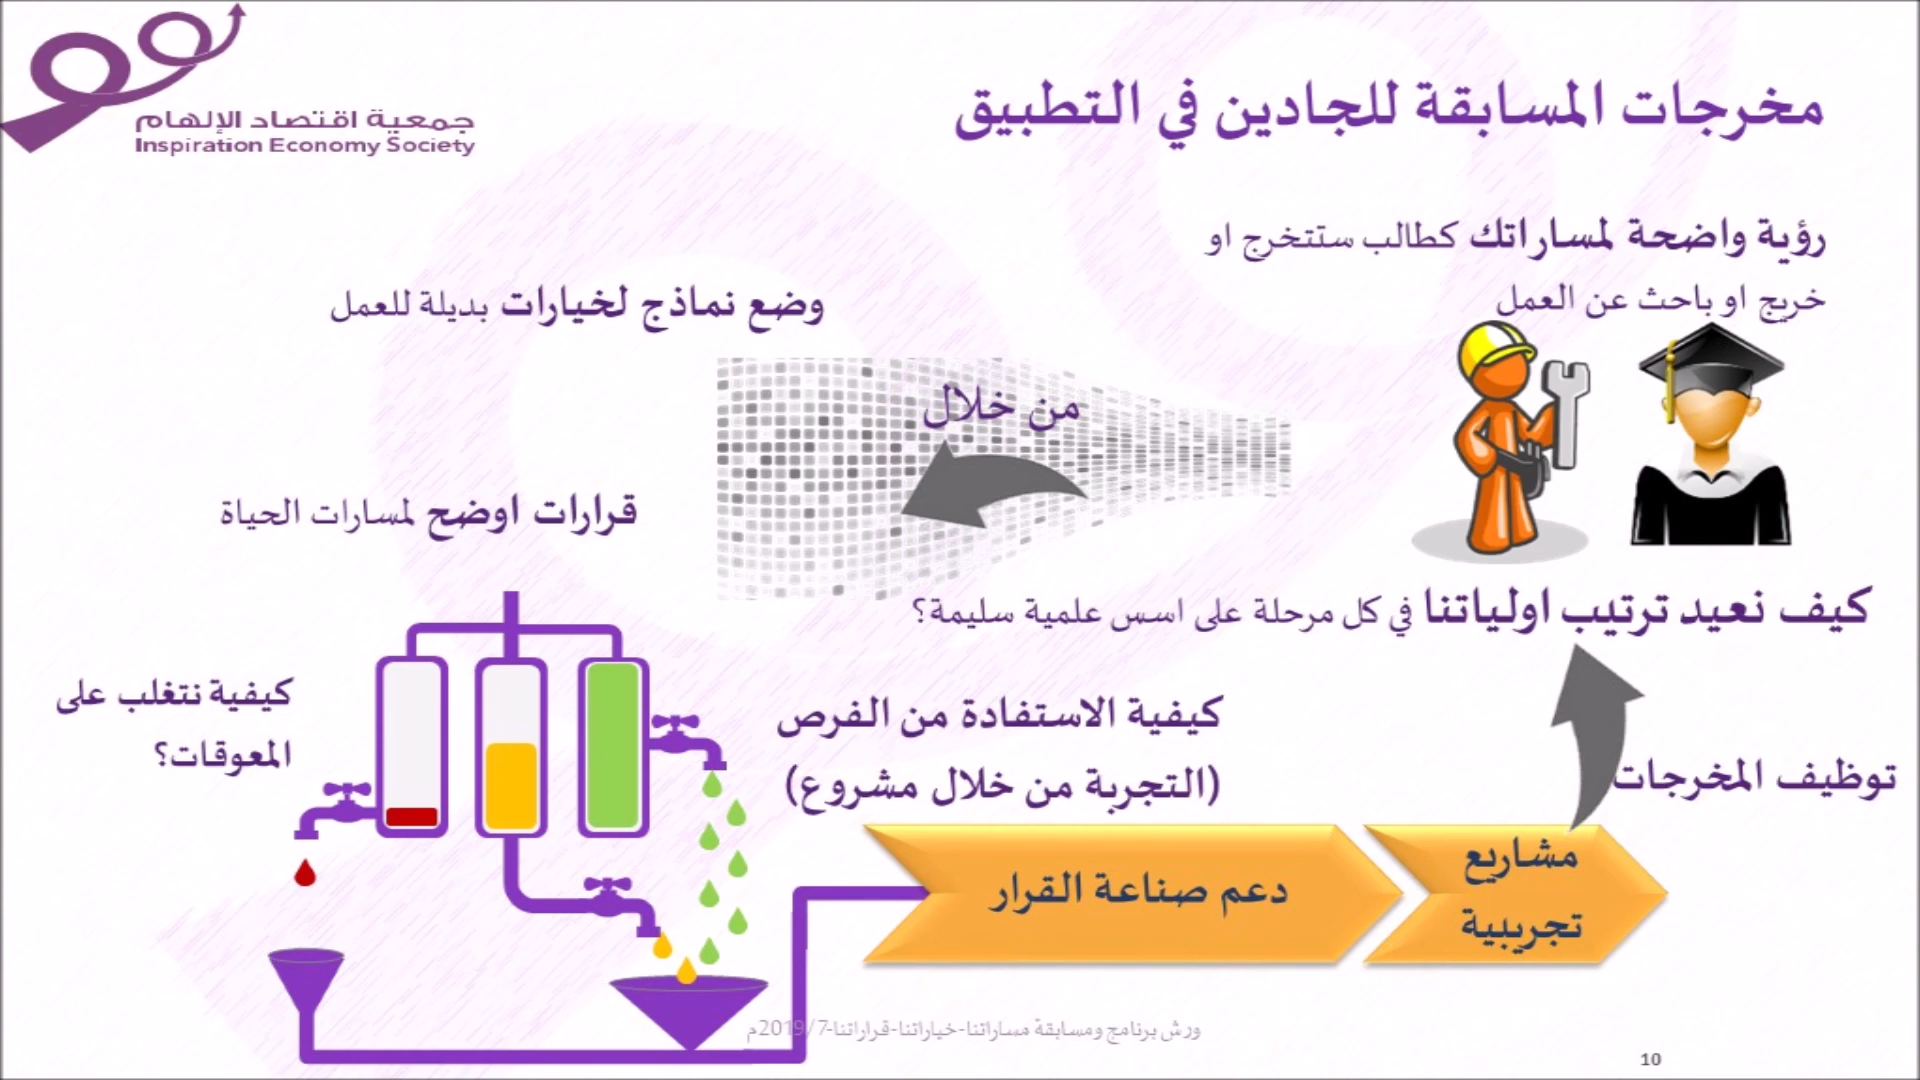 جمعية اقتصاد الإلهام
Inspiration Economy Society
مخرجات المسابقة للجادين في التطبيق
رؤية واضحة لمساراتك كطالب ستتخرج او
خريج او باحث عن العمل
وضع نماذج لخيارات بديلة للعمل
من خلال
قرارات اوضح لمسارات الحياة
كيف نعيد ترتيب اولياتنا في كل مرحلة على اسس علمية سليمة؟
كيفية نتغلب على
المعوقات؟
كيفية الاستفادة من الفرص
(التجربة من خلال مشروع)
توظيف المخرجات
دعم صناعة القرار
مشاريع
تجريبية
ورش برنامج ومسابقة مساراتنا-خياراتنا-قراراتنا-2019/7م
10